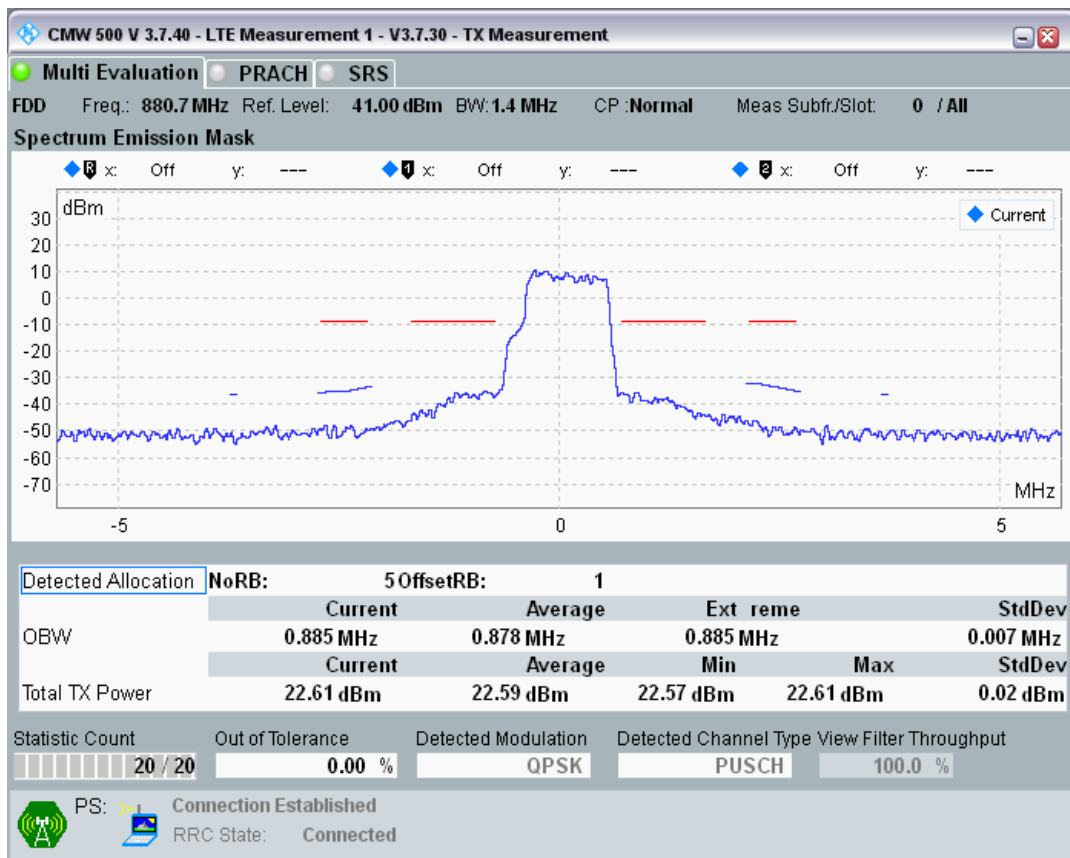 CMW 500 V 3.7.40 - LTE Measurement 1 - V3.7.30 - TX Measurement
Multi Evaluation PRACH SRS
FDD Freq.: 880.7 MHz Ref. Level: 41.00 dBm BW: 1.4 MHz CP :Normal Meas Subfr./Slot: 0 / All
Spectrum Emission Mask
R x: Off y: --- 1 x: Off y: --- 2 x: Off y: ---
dBm
Current
30
20
10
0
-10
-20
-30
-40
-50
-60
-70
MHz
-5 0 5
Detected Allocation NoRB: 5 OffsetRB: 1
Current Average Ext reme StdDev
OBW 0.885 MHz 0.878 MHz 0.885 MHz 0.007 MHz
Current Average Min Max StdDev
Total TX Power 22.61 dBm 22.59 dBm 22.57 dBm 22.61 dBm 0.02 dBm
Statistic Count Out of Tolerance Detected Modulation Detected Channel Type View Filter Throughput
20 / 20 0.00 % QPSK PUSCH 100.0 %
PS: Connection Established
RRC State: Connected